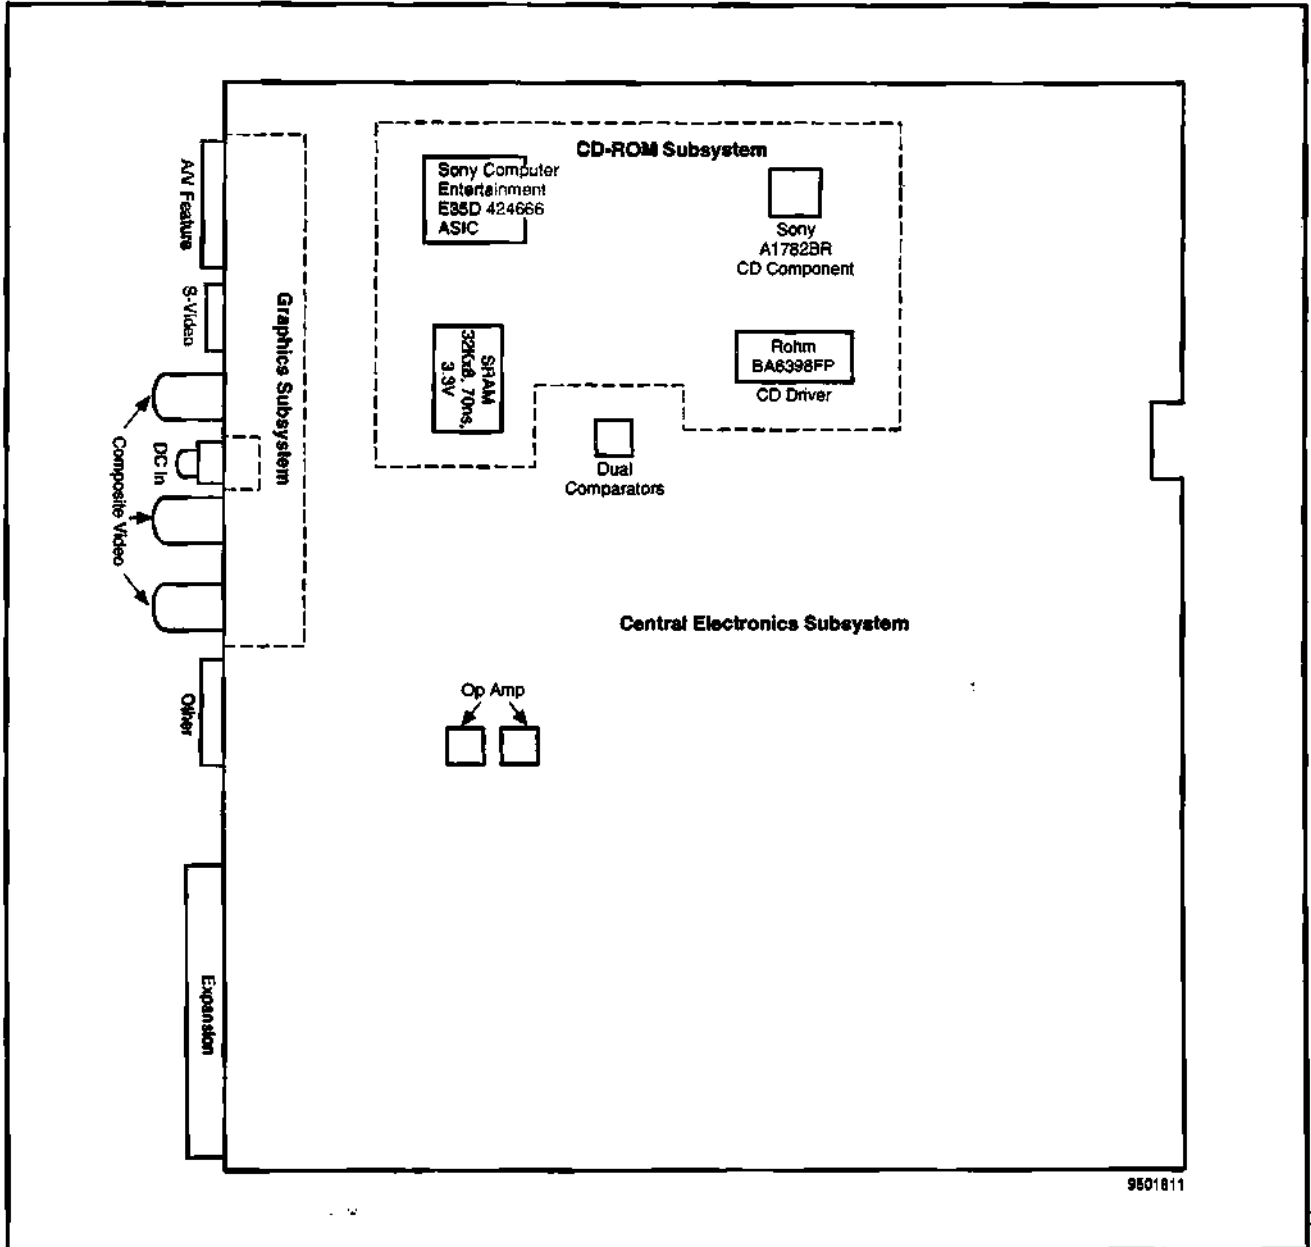 CD-ROM Subsystem
Sony Computer
Entertainment
E35D 424666
ASIC
Sony
A1782BR
CD Component
A/V Feature
S-Video
Graphics Subsystem
SRAM
32Kx8, 70ns,
3.3V
Rohm
BA6398FP
CD Driver
Composite Video
DC In
Dual
Comparators
Central Electronics Subsystem
Other
Op Amp
Expansion
9501811